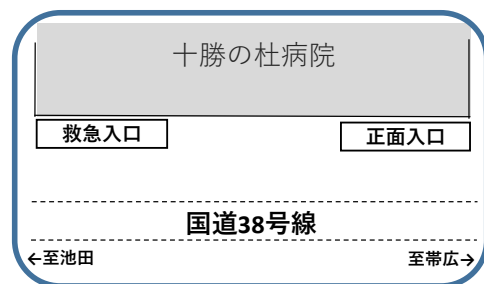 十勝の杜病院
救急入口
正面入口
国道38号線
←至池田
至帯広→